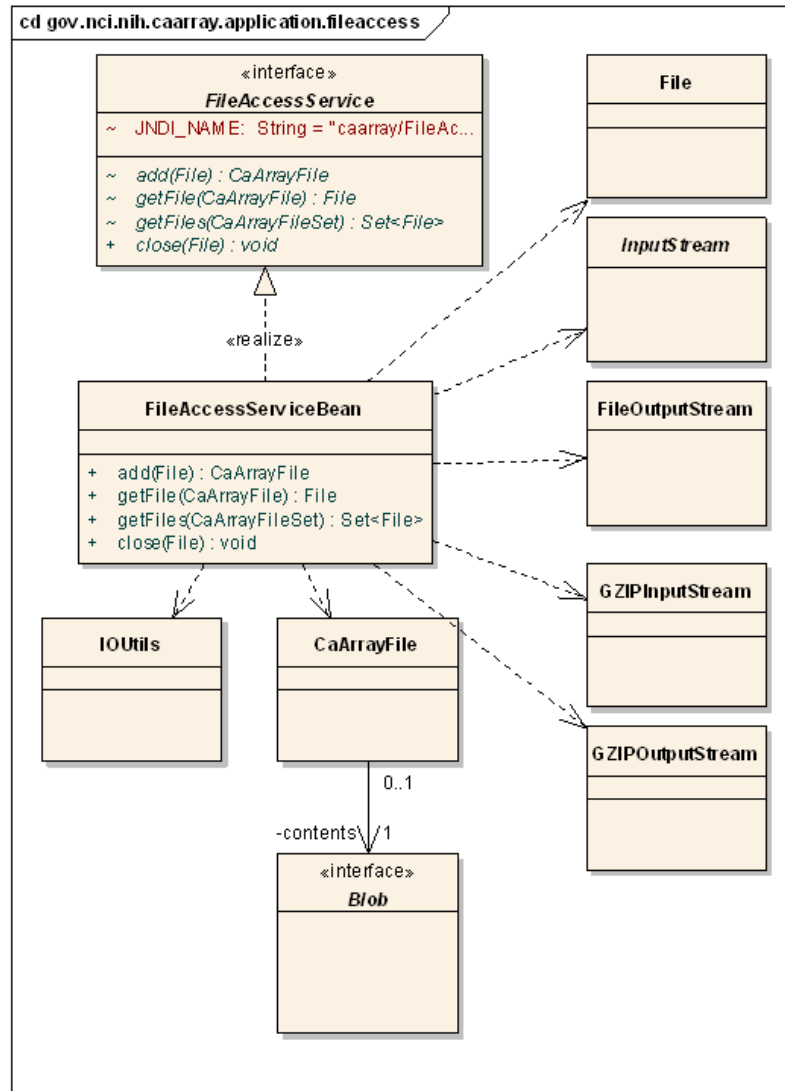 cd gov.nci.nih.caarray.application.fileaccess
«interface»
FileAccessService
~ JNDI_NAME: String = "caarray/FileAc...
~ add(File) : CaArrayFile
~ getFile(CaArrayFile) : File
~ getFiles(CaArrayFileSet) : Set<File>
+ close(File) : void
File
InputStream
«realize»
FileAccessServiceBean
+ add(File) : CaArrayFile
+ getFile(CaArrayFile) : File
+ getFiles(CaArrayFileSet) : Set<File>
+ close(File) : void
FileOutputStream
GZIPInputStream
IOUtils
CaArrayFile
GZIPOutputStream
0..1
-contents
1
«interface»
Blob